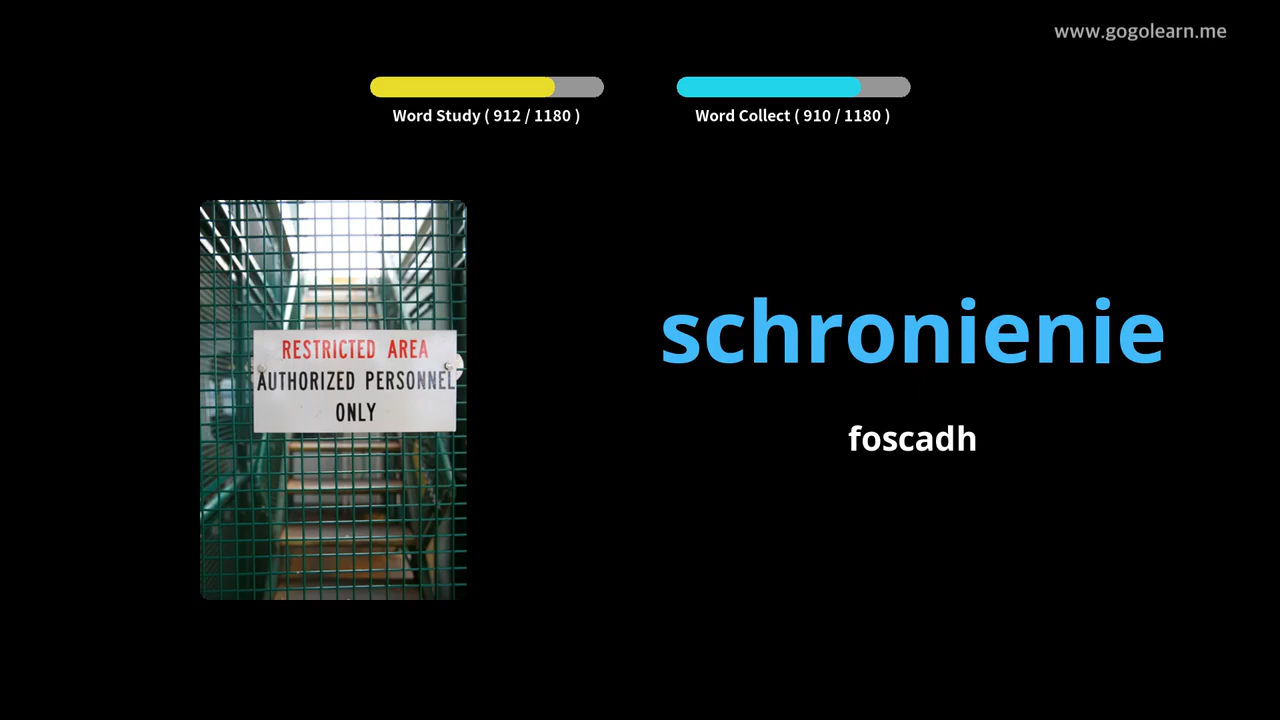 www.gogolearn.me
Word Study ( 912 / 1180 )
Word Collect ( 910 / 1180 )
RESTRICTED AREA
AUTHORIZED PERSONNEL
ONLY
schronienie
foscadh